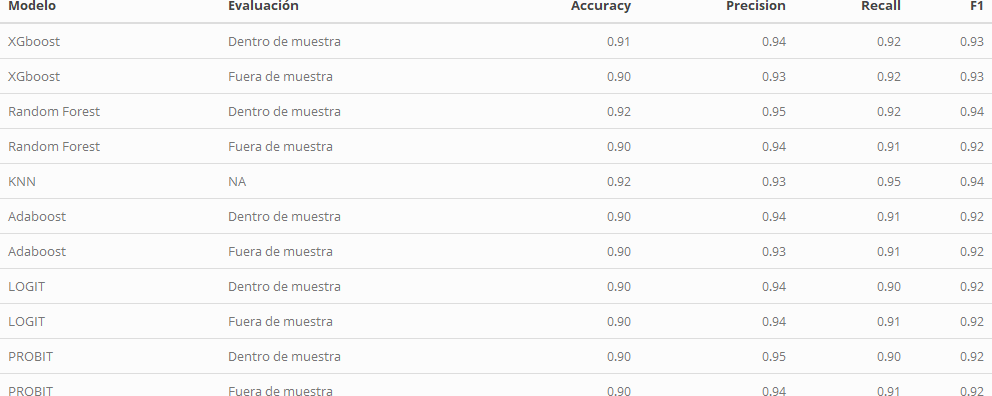 Modelo Evaluación Accuracy Precision Recall F1
XGboost Dentro de muestra 0.91 0.94 0.92 0.93
XGboost Fuera de muestra 0.90 0.93 0.92 0.93
Random Forest Dentro de muestra 0.92 0.95 0.92 0.94
Random Forest Fuera de muestra 0.90 0.94 0.91 0.92
KNN NA 0.92 0.93 0.95 0.94
Adaboost Dentro de muestra 0.90 0.94 0.91 0.92
Adaboost Fuera de muestra 0.90 0.93 0.91 0.92
LOGIT Dentro de muestra 0.90 0.94 0.90 0.92
LOGIT Fuera de muestra 0.90 0.94 0.91 0.92
PROBIT Dentro de muestra 0.90 0.95 0.90 0.92
PROBIT Fuera de muestra 0.90 0.94 0.91 0.92